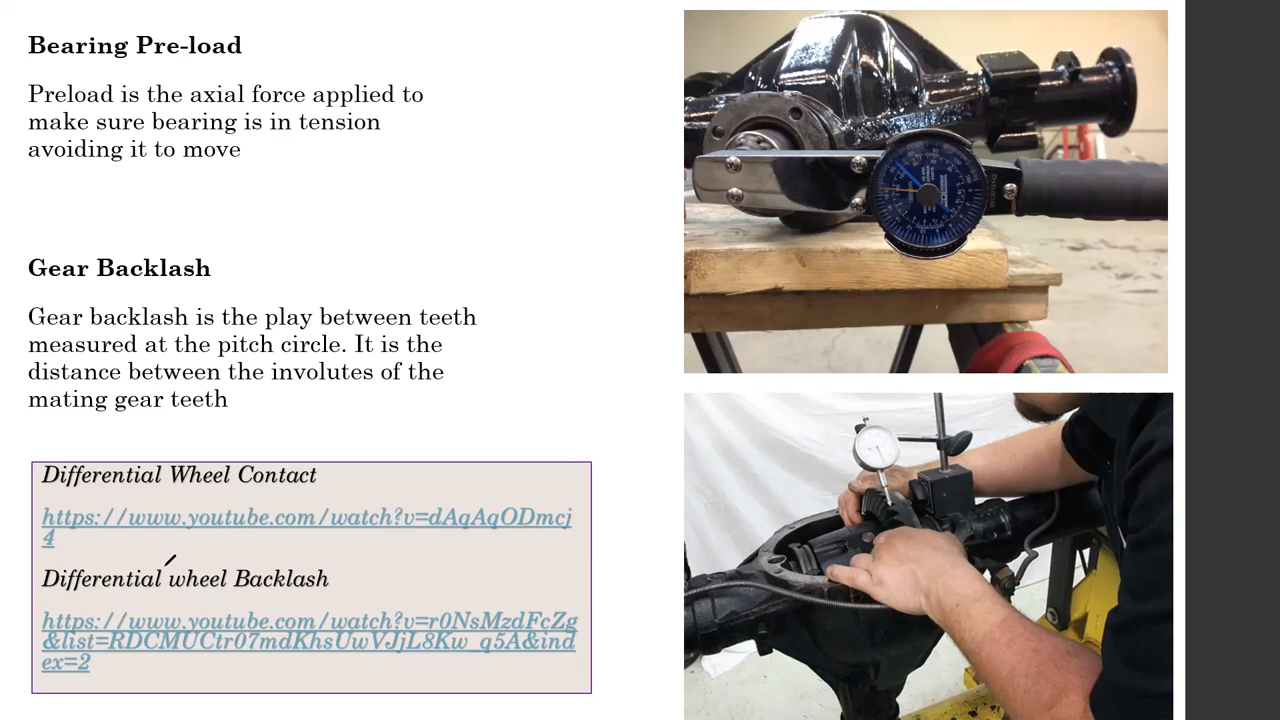 Bearing Pre-load
Preload is the axial force applied to
make sure bearing is in tension
avoiding it to move
Gear Backlash
Gear backlash is the play between teeth
measured at the pitch circle. It is the
distance between the involutes of the
mating gear teeth
Differential Wheel Contact
https://www.youtube.com/watch?v=dAqAqODmcj
4
Differential wheel Backlash
https://www.youtube.com/watch?v=r0NsMzdFcZg
&list=RDCMUCtr07mdKhsUwVJjL8Kw_q5A&ind
ex=2